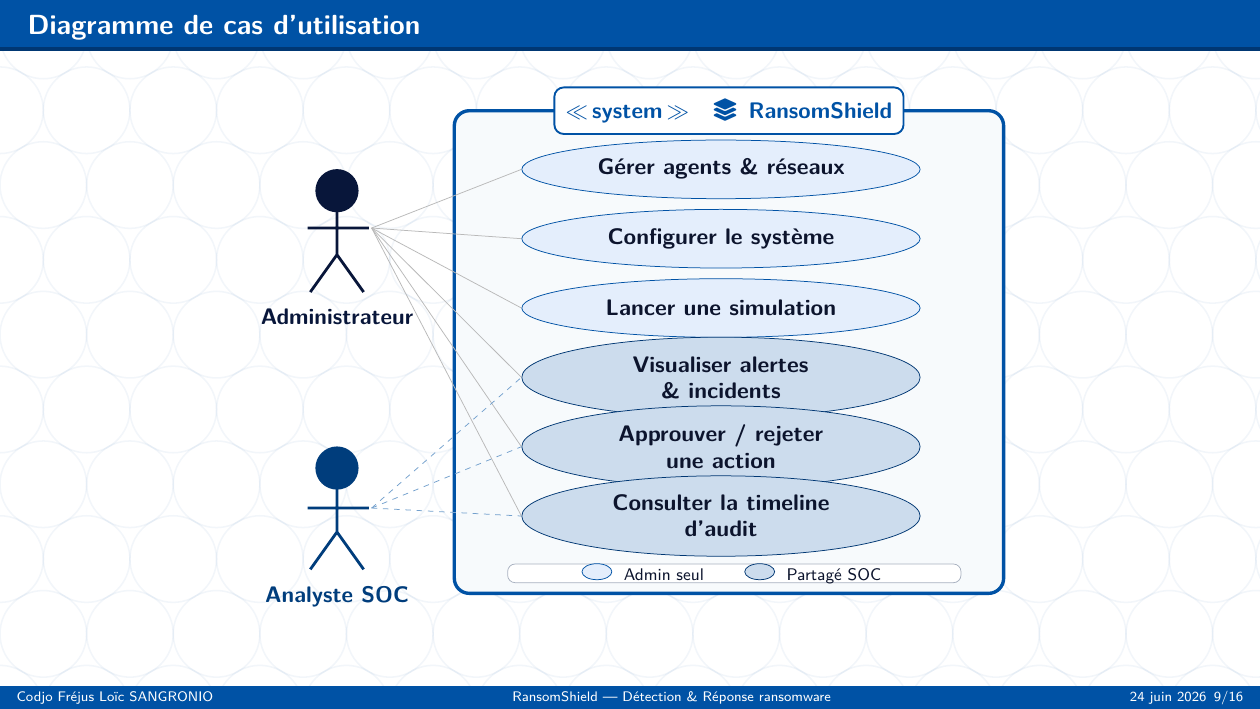 Diagramme de cas d'utilisation
≪ system ≫ RansomShield
Gérer agents & réseaux
Configurer le système
Lancer une simulation
Administrateur
Visualiser alertes
& incidents
Approuver / rejeter
une action
Consulter la timeline
d'audit
Admin seul
Partagé SOC
Analyste SOC
Codjo Fréjus Loïc SANGRONIO
RansomShield — Détection & Réponse ransomware
24 juin 2026 9/16